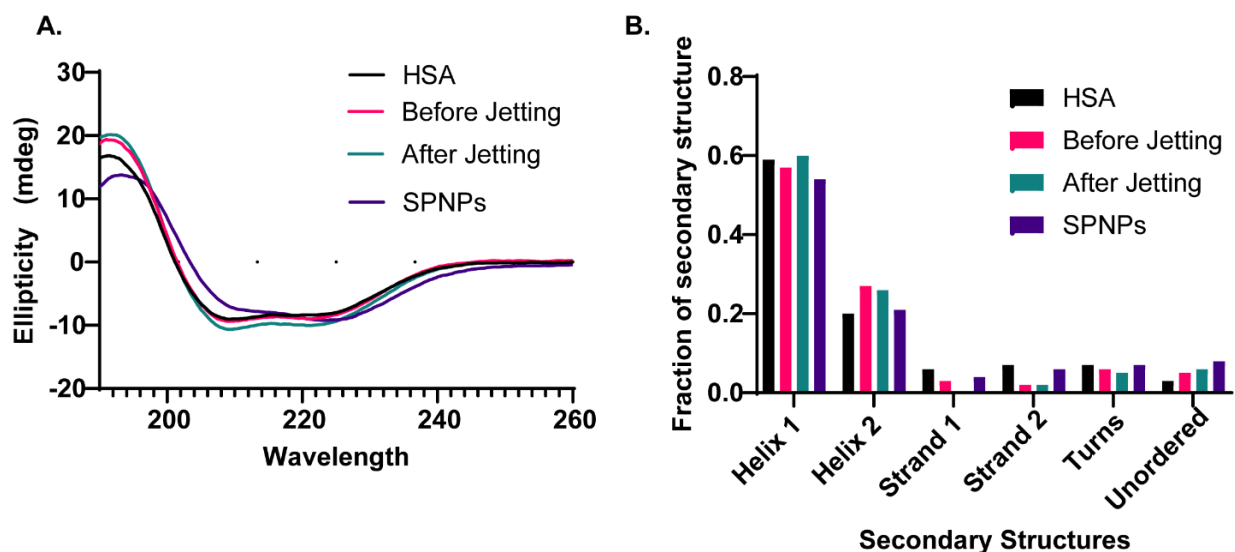 A.
Ellipticity (mdeg)
30
20
10
0
-10
-20
200
220
240
260
Wavelength
HSA
Before Jetting
After Jetting
SPNPs
B.
Fraction of secondary structure
0.8
0.6
0.4
0.2
0.0
Helix 1
Helix 2
Strand 1
Strand 2
Turns
Unordered
Secondary Structures
HSA
Before Jetting
After Jetting
SPNPs